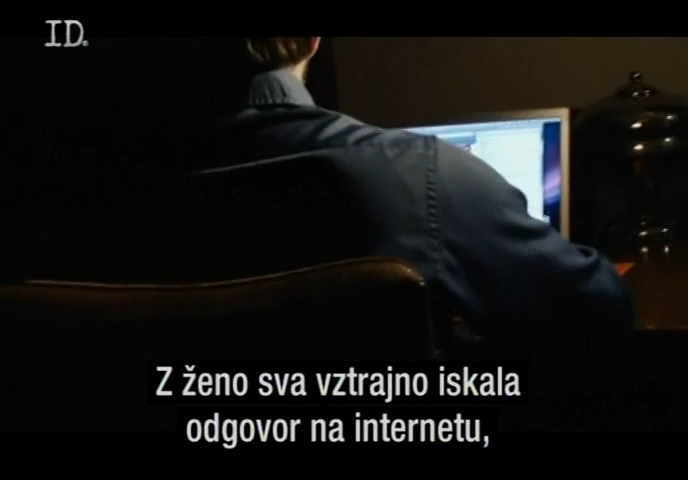 ID.
Z ženo sva vztrajno iskala
odgovor na internetu,